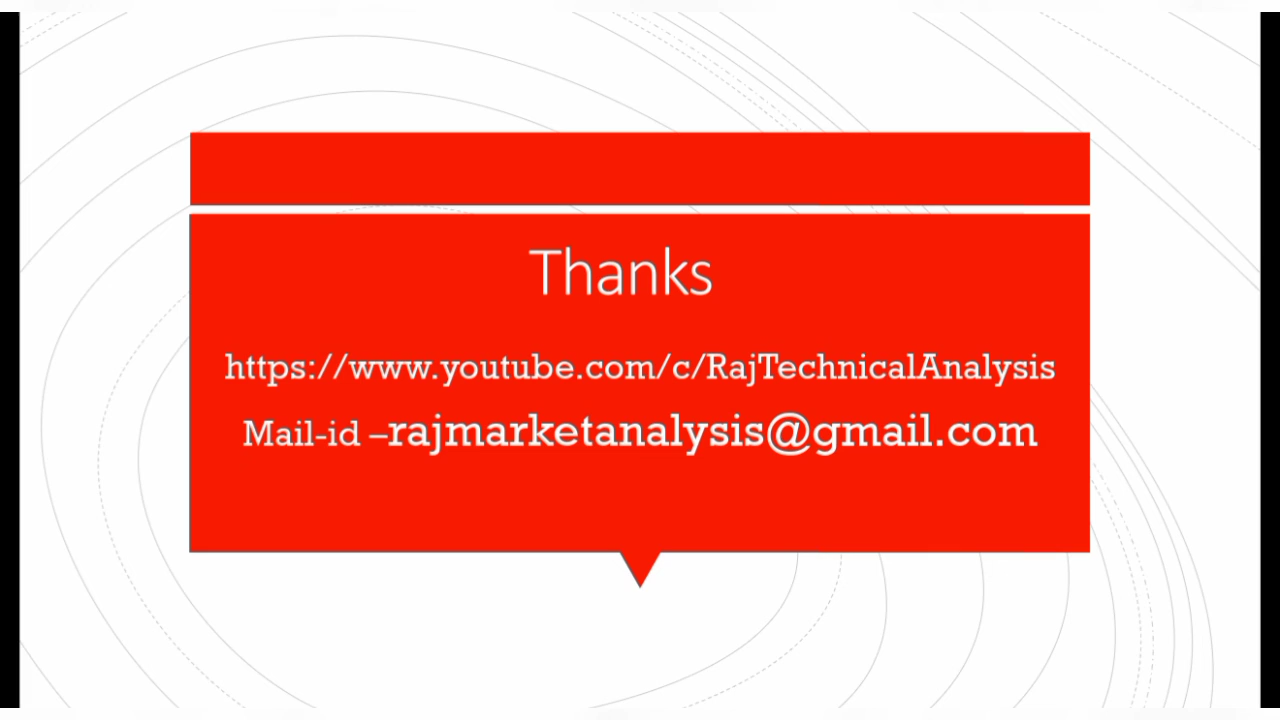 Thanks
https://www.youtube.com/c/RajTechnicalAnalysis
Mail-id –rajmarketanalysis@gmail.com